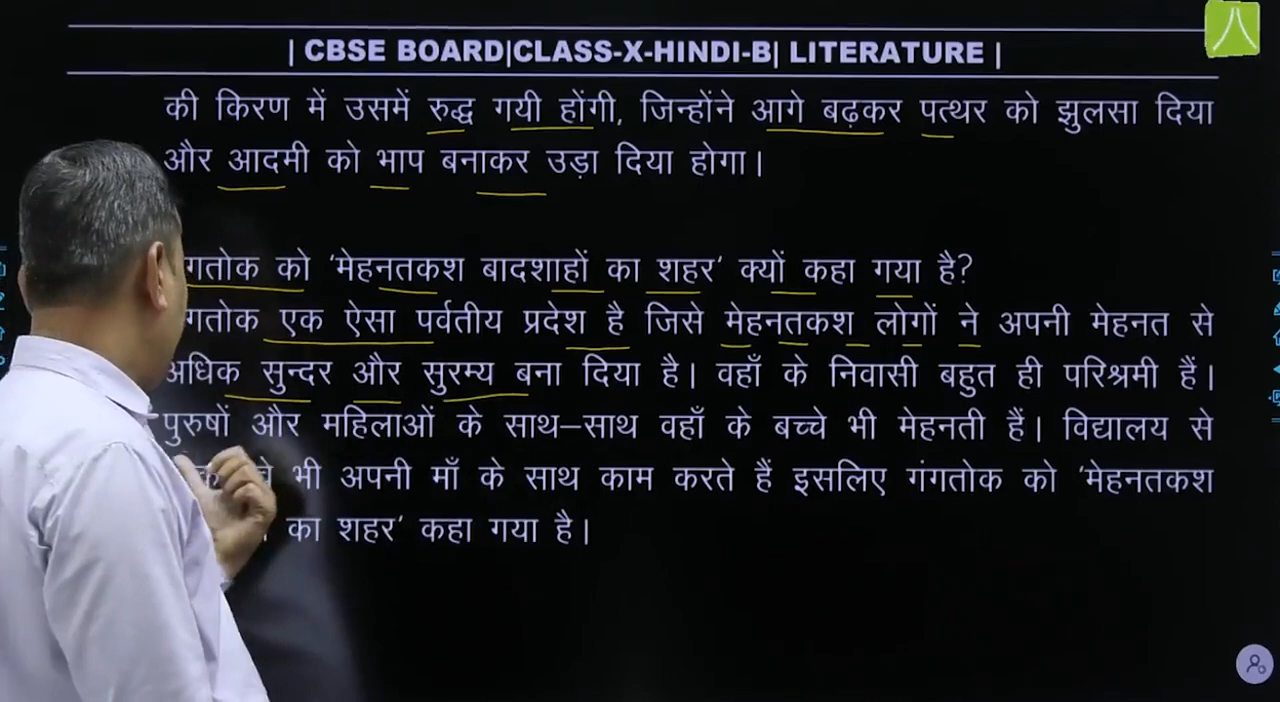 | CBSE BOARD|CLASS-X-HINDI-B| LITERATURE |
की किरण में उसमें रुद्ध गयी होंगी, जिन्होंने आगे बढ़कर पत्थर को झुलसा दिया
और आदमी को भाप बनाकर उड़ा दिया होगा।
को 'मेहनतकश बादशाहों का शहर' क्यों कहा गया है?
एक ऐसा पर्वतीय प्रदेश है जिसे मेहनतकश लोगों ने अपनी मेहनत से
अधिक सुन्दर और सुरम्य बना दिया है। वहाँ के निवासी बहुत ही परिश्रमी हैं।
पुरुषों और महिलाओं के साथ–साथ वहाँ के बच्चे भी मेहनती हैं। विद्यालय से
भी अपनी माँ के साथ काम करते हैं इसलिए गंगतोक को 'मेहनतकश
का शहर' कहा गया है।